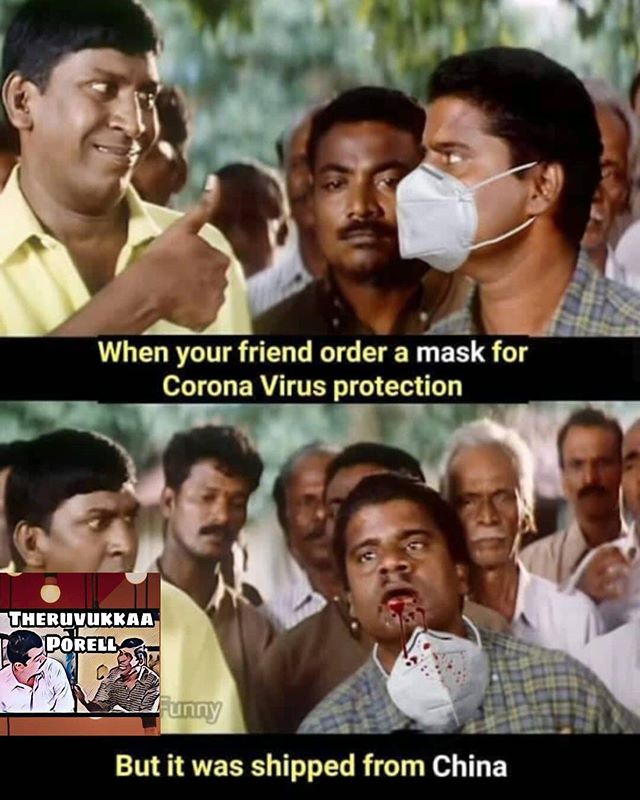 When your friend order a mask for
Corona Virus protection
THERUVUKKAA
PORELL
Funny
But it was shipped from China